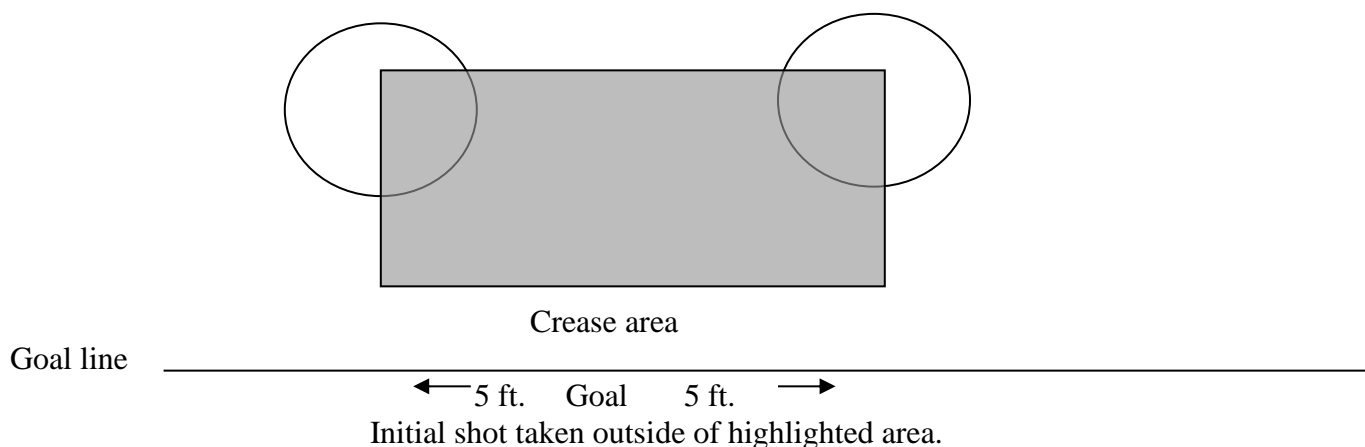 Crease area
Goal line
5 ft. Goal 5 ft.
Initial shot taken outside of highlighted area.